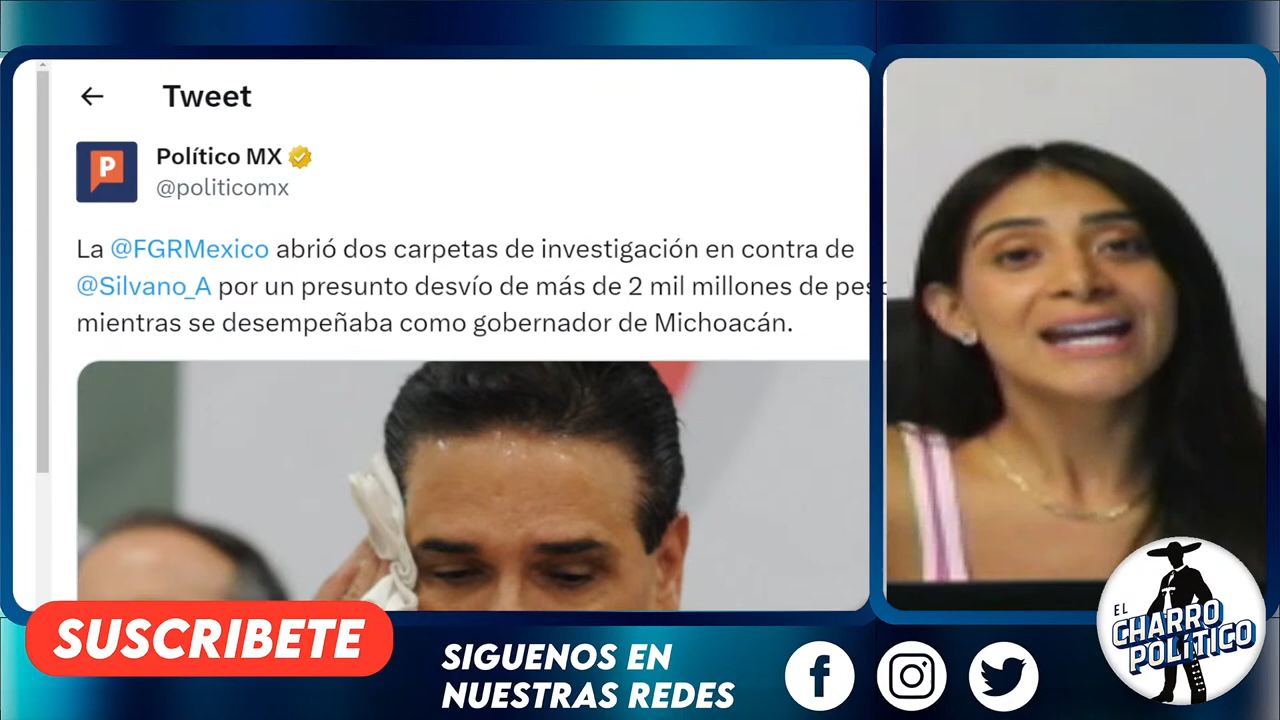 Tweet
P
Político MX
@politicomx
La @FGRMexico abrió dos carpetas de investigación en contra de
@Silvano_A por un presunto desvío de más de 2 mil millones de peso
mientras se desempeñaba como gobernador de Michoacán.
SUSCRIBETE
SIGUENOS EN
NUESTRAS REDES
EL
CHARRO
POLÍTICO